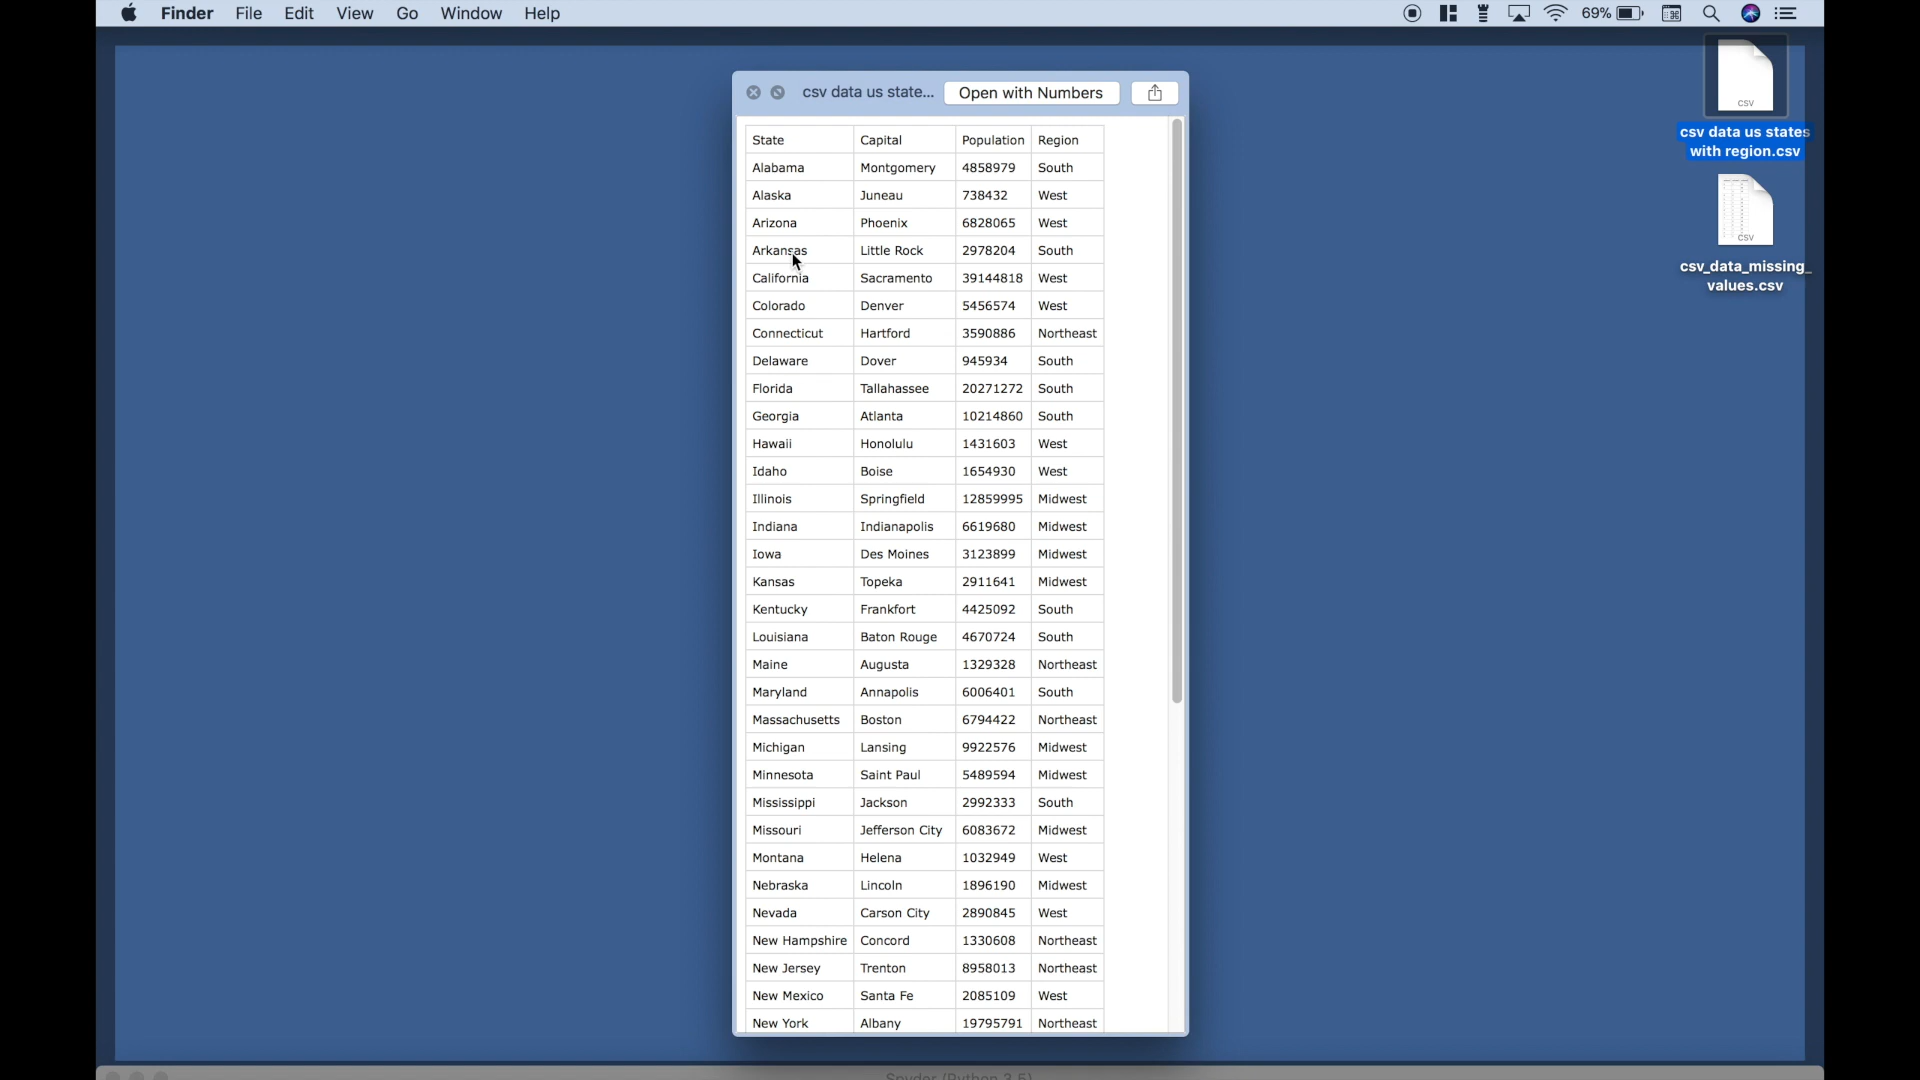 Finder File Edit View Go Window Help 69%
csv data us state... Open with Numbers
State Capital Population Region
Alabama Montgomery 4858979 South
Alaska Juneau 738432 West
Arizona Phoenix 6828065 West
Arkansas Little Rock 2978204 South
California Sacramento 39144818 West
Colorado Denver 5456574 West
Connecticut Hartford 3590886 Northeast
Delaware Dover 945934 South
Florida Tallahassee 20271272 South
Georgia Atlanta 10214860 South
Hawaii Honolulu 1431603 West
Idaho Boise 1654930 West
Illinois Springfield 12859995 Midwest
Indiana Indianapolis 6619680 Midwest
Iowa Des Moines 3123899 Midwest
Kansas Topeka 2911641 Midwest
Kentucky Frankfort 4425092 South
Louisiana Baton Rouge 4670724 South
Maine Augusta 1329328 Northeast
Maryland Annapolis 6006401 South
Massachusetts Boston 6794422 Northeast
Michigan Lansing 9922576 Midwest
Minnesota Saint Paul 5489594 Midwest
Mississippi Jackson 2992333 South
Missouri Jefferson City 6083672 Midwest
Montana Helena 1032949 West
Nebraska Lincoln 1896190 Midwest
Nevada Carson City 2890845 West
New Hampshire Concord 1330608 Northeast
New Jersey Trenton 8958013 Northeast
New Mexico Santa Fe 2085109 West
New York Albany 19795791 Northeast
CSV
csv data us states
with region.csv
CSV
csv_data_missing_
values.csv
Spyder (Python 3.5)